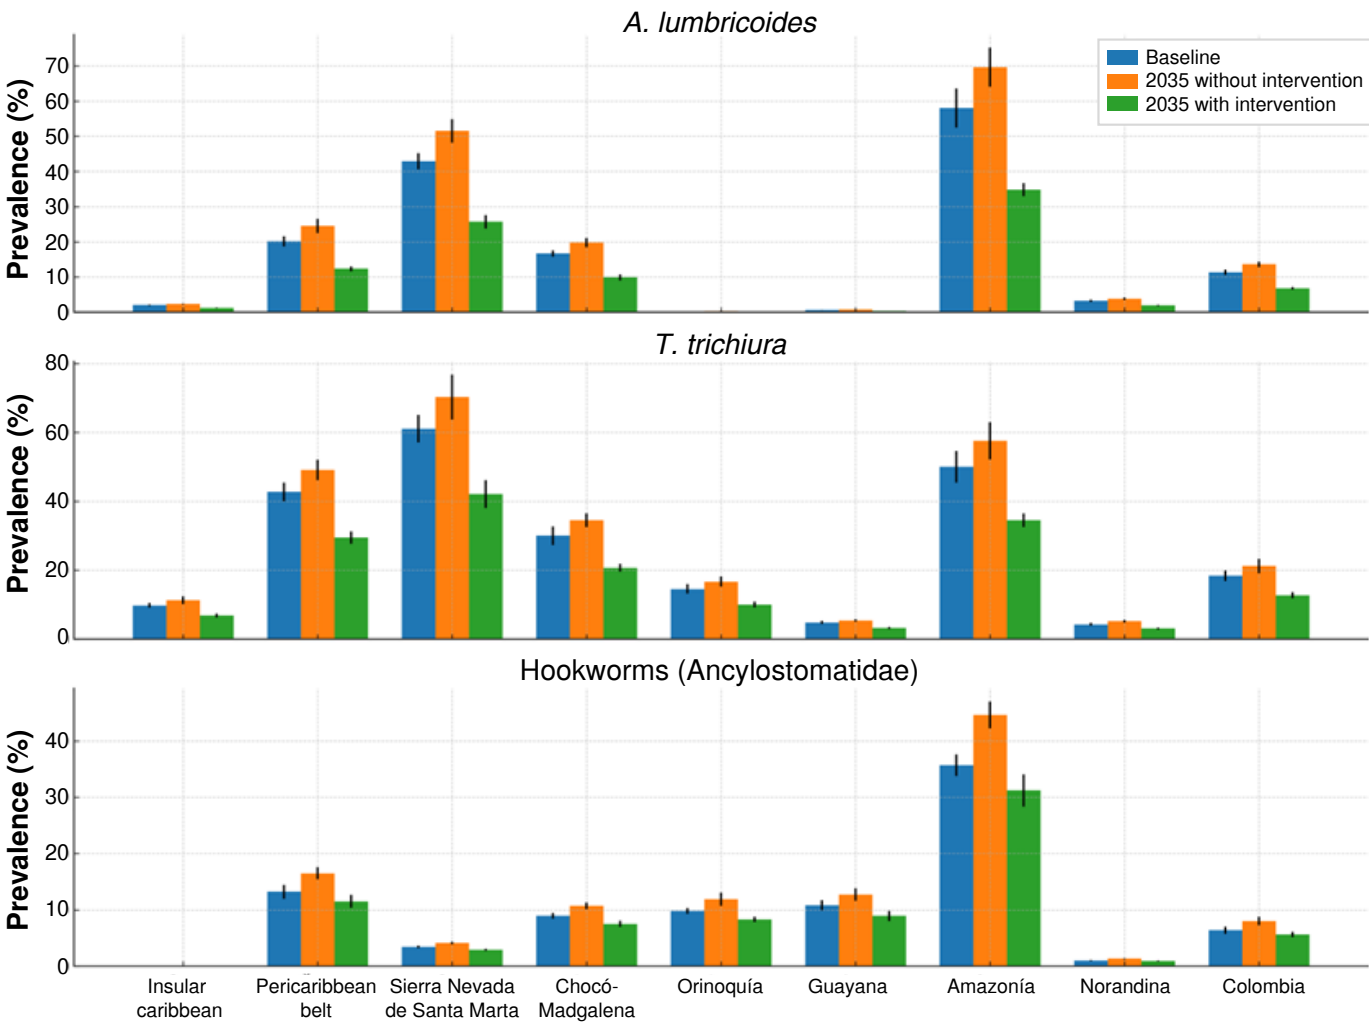 A. lumbricoides
Prevalence (%)
70
60
50
40
30
20
10
0
Baseline
2035 without intervention
2035 with intervention
T. trichiura
Prevalence (%)
80
60
40
20
0
Hookworms (Ancylostomatidae)
Prevalence (%)
40
30
20
10
0
Insular
caribbean
Pericaribbean
belt
Sierra Nevada
de Santa Marta
Chocó-
Madgalena
Orinoquía
Guayana
Amazonía
Norandina
Colombia